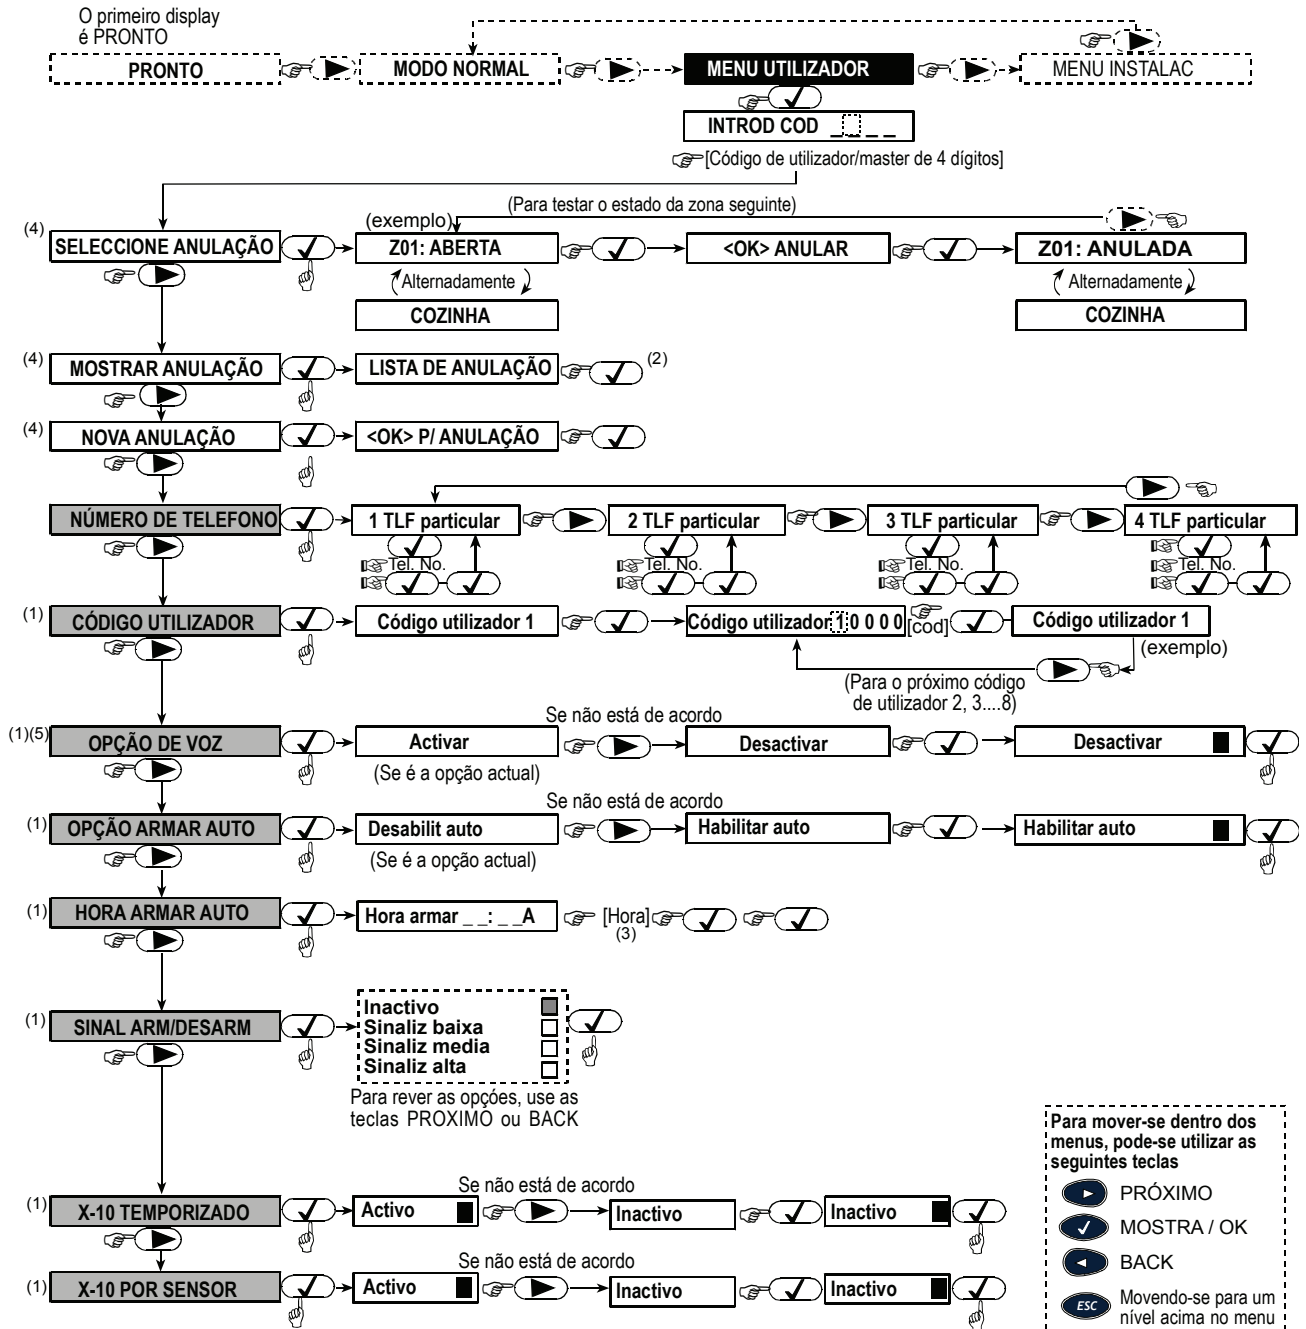 O primeiro display
é PRONTO
PRONTO
MODO NORMAL
MENU UTILIZADOR
MENU INSTALAC
INTROD COD _ _ _ _
[Código de utilizador/master de 4 dígitos]
(Para testar o estado da zona seguinte)
(exemplo)
(4)
SELECCIONE ANULAÇÃO
Z01: ABERTA
<OK> ANULAR
Z01: ANULADA
Alternadamente
Alternadamente
COZINHA
COZINHA
(4)
MOSTRAR ANULAÇÃO
LISTA DE ANULAÇÃO
(2)
(4)
NOVA ANULAÇÃO
<OK> P/ ANULAÇÃO
NÚMERO DE TELEFONO
1 TLF particular
2 TLF particular
3 TLF particular
4 TLF particular
Tel. No.
Tel. No.
Tel. No.
Tel. No.
(1)
CÓDIGO UTILIZADOR
Código utilizador 1
Código utilizador 1 0 0 0 0
[cod]
Código utilizador 1
(exemplo)
(Para o próximo código
de utilizador 2, 3....8)
Se não está de acordo
(1)(5)
OPÇÃO DE VOZ
Activar
Desactivar
Desactivar
(Se é a opção actual)
Se não está de acordo
(1)
OPÇÃO ARMAR AUTO
Desabilit auto
Habilitar auto
Habilitar auto
(Se é a opção actual)
(1)
HORA ARMAR AUTO
Hora armar _ _: _ _A
[Hora]
(3)
(1)
SINAL ARM/DESARM
Inactivo
Sinaliz baixa
Sinaliz media
Sinaliz alta
Para rever as opções, use as
teclas PROXIMO ou BACK
Se não está de acordo
(1)
X-10 TEMPORIZADO
Activo
Inactivo
Inactivo
Se não está de acordo
(1)
X-10 POR SENSOR
Activo
Inactivo
Inactivo
Para mover-se dentro dos
menus, pode-se utilizar as
seguintes teclas
PRÓXIMO
MOSTRA / OK
BACK
ESC
Movendo-se para um
nível acima no menu